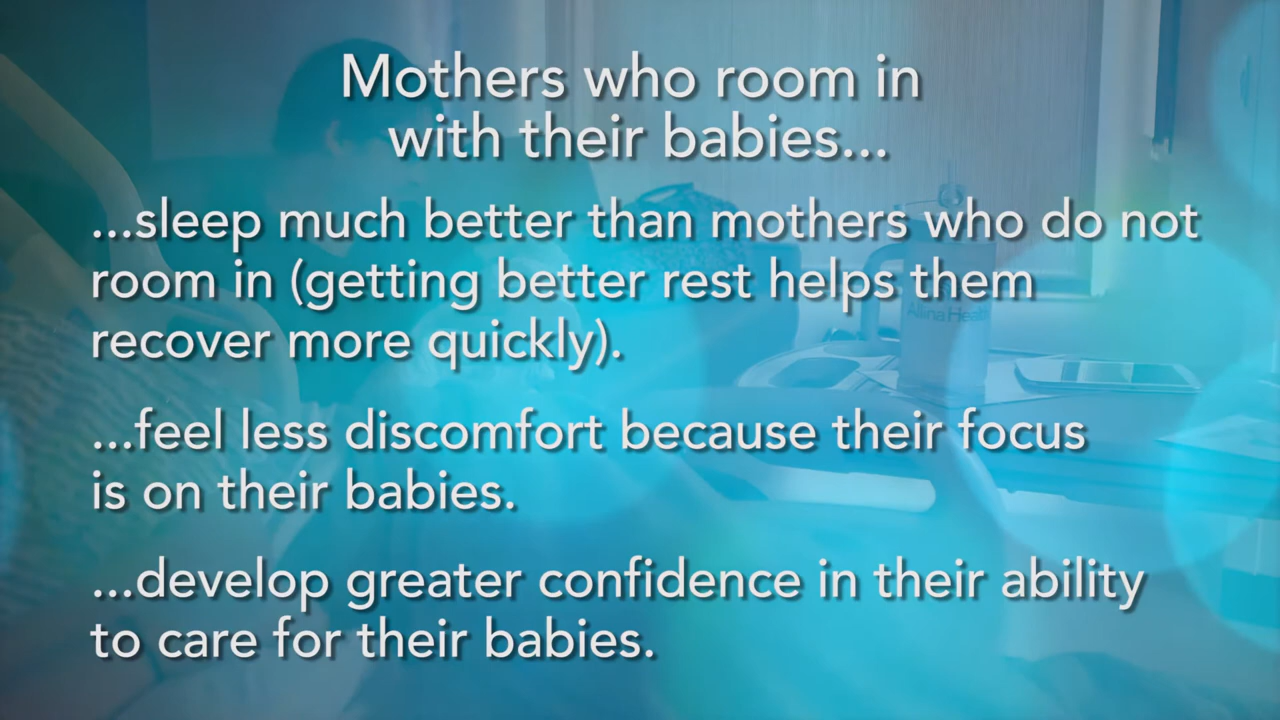 Mothers who room in
with their babies...
...sleep much better than mothers who do not
room in (getting better rest helps them
recover more quickly).
Allina Health
...feel less discomfort because their focus
is on their babies.
...develop greater confidence in their ability
to care for their babies.